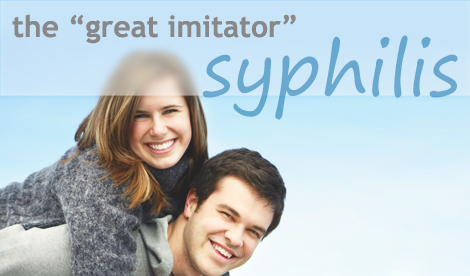 the “great imitator”
syphilis